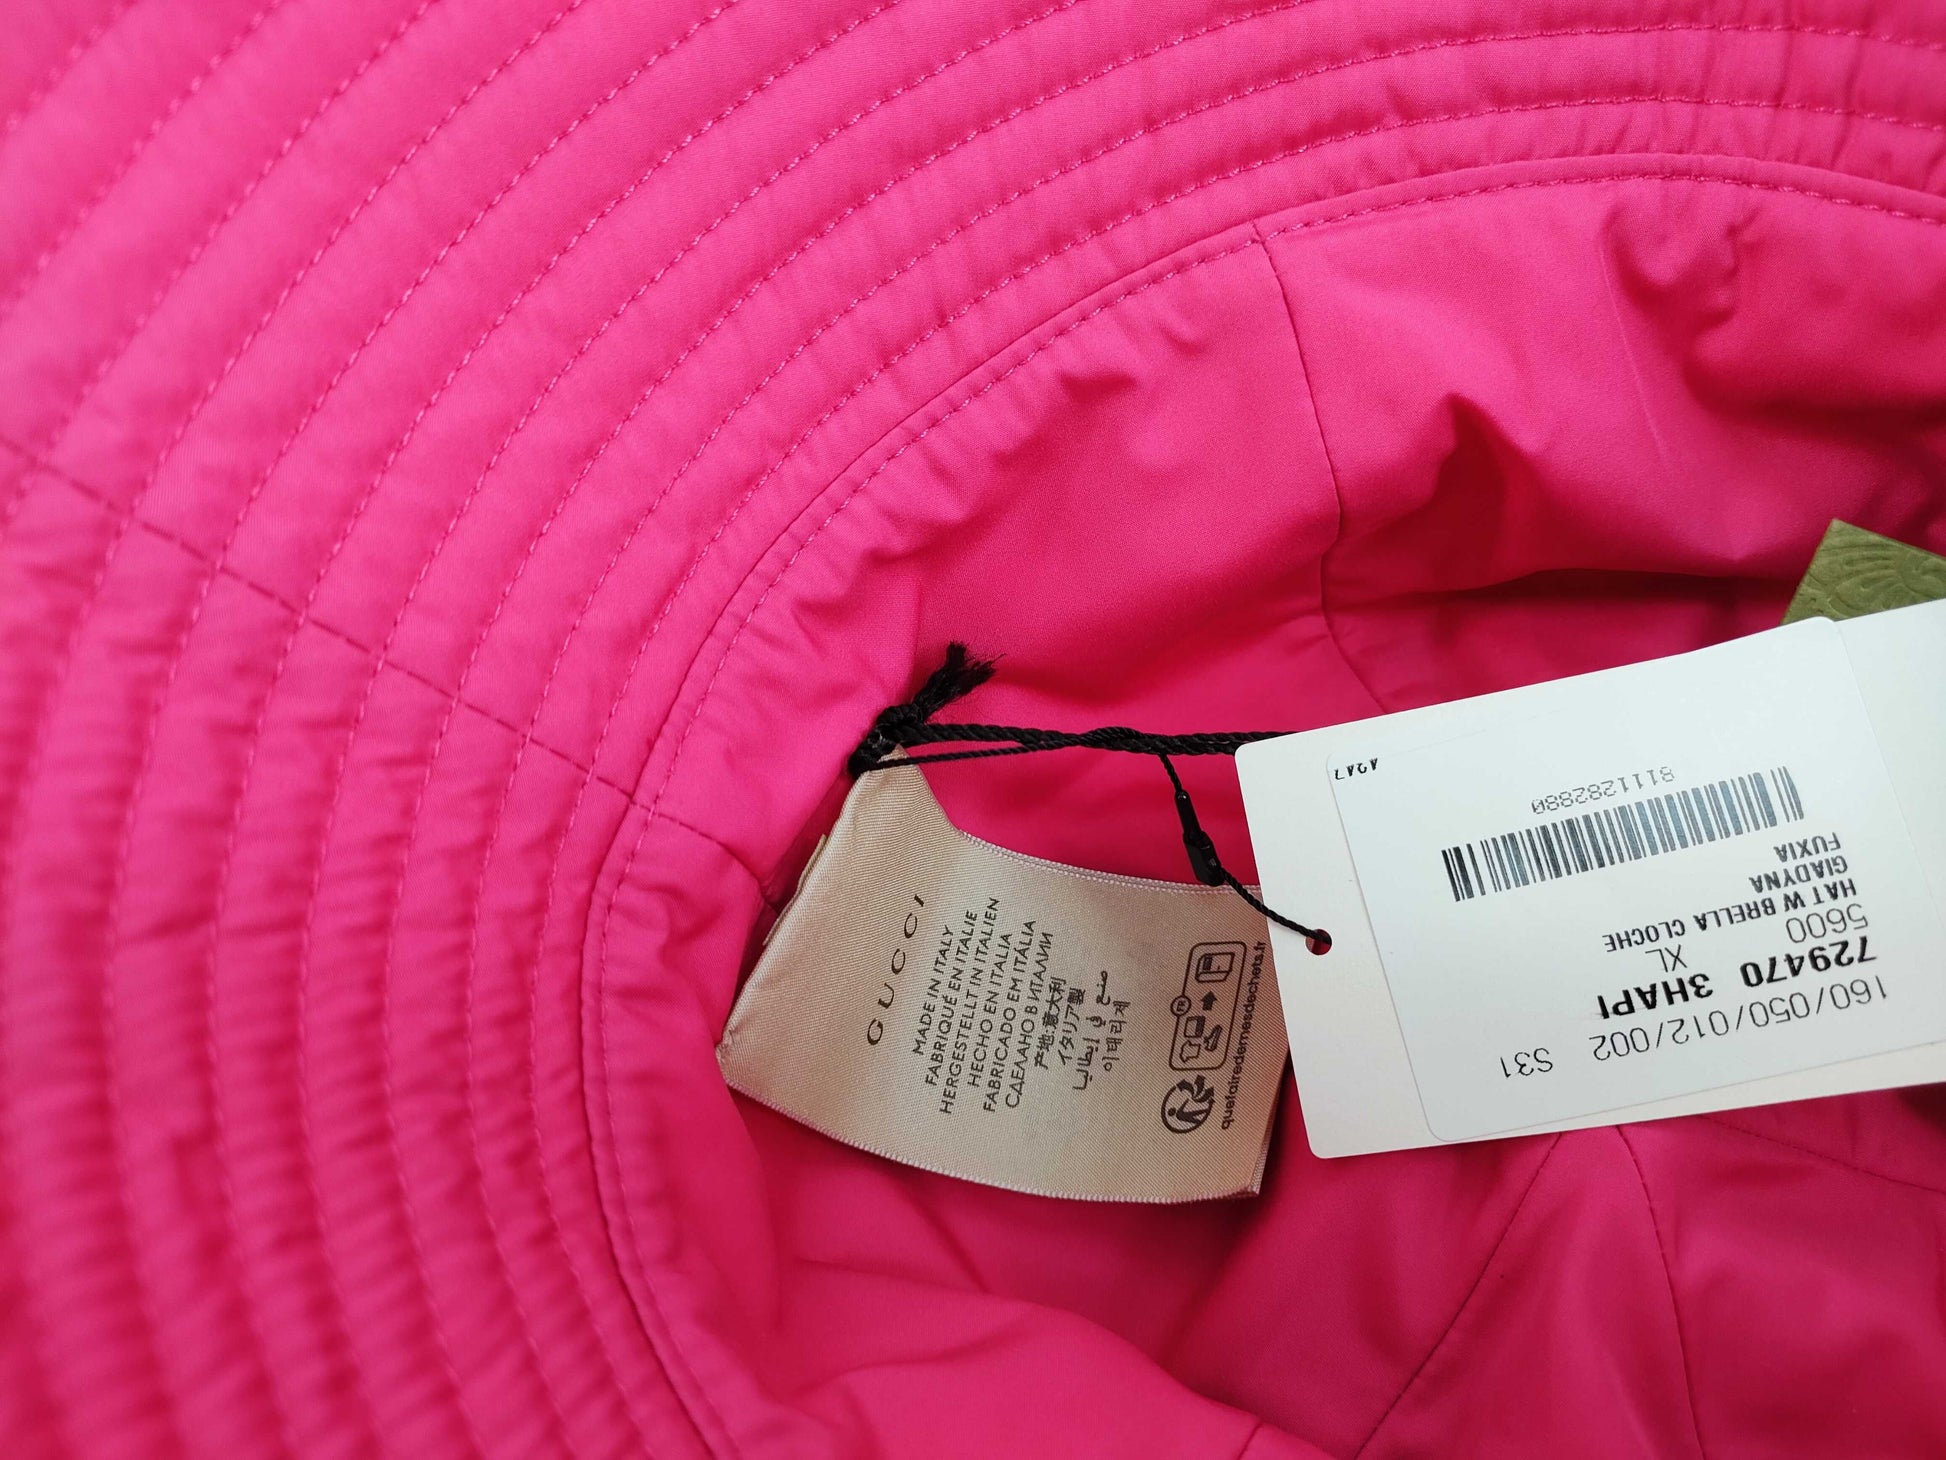 GUCCI
MADE IN ITALY
FABRIQUÉ EN ITALIE
HERGESTELLT IN ITALIEN
HECHO EN ITALIA
FABRICADO EM ITÁLIA
СДЕЛАНО В ИТАЛИИ
产地:意大利
イタリア製
صنع في إيطاليا
이태리제
FR
quefairedemesdechets.fr
160/050/012/002 S31
729470 3HAPI
5600 XL
HAT W BRELLA CLOCHE
GIADYNA
FUXIA
8111282880